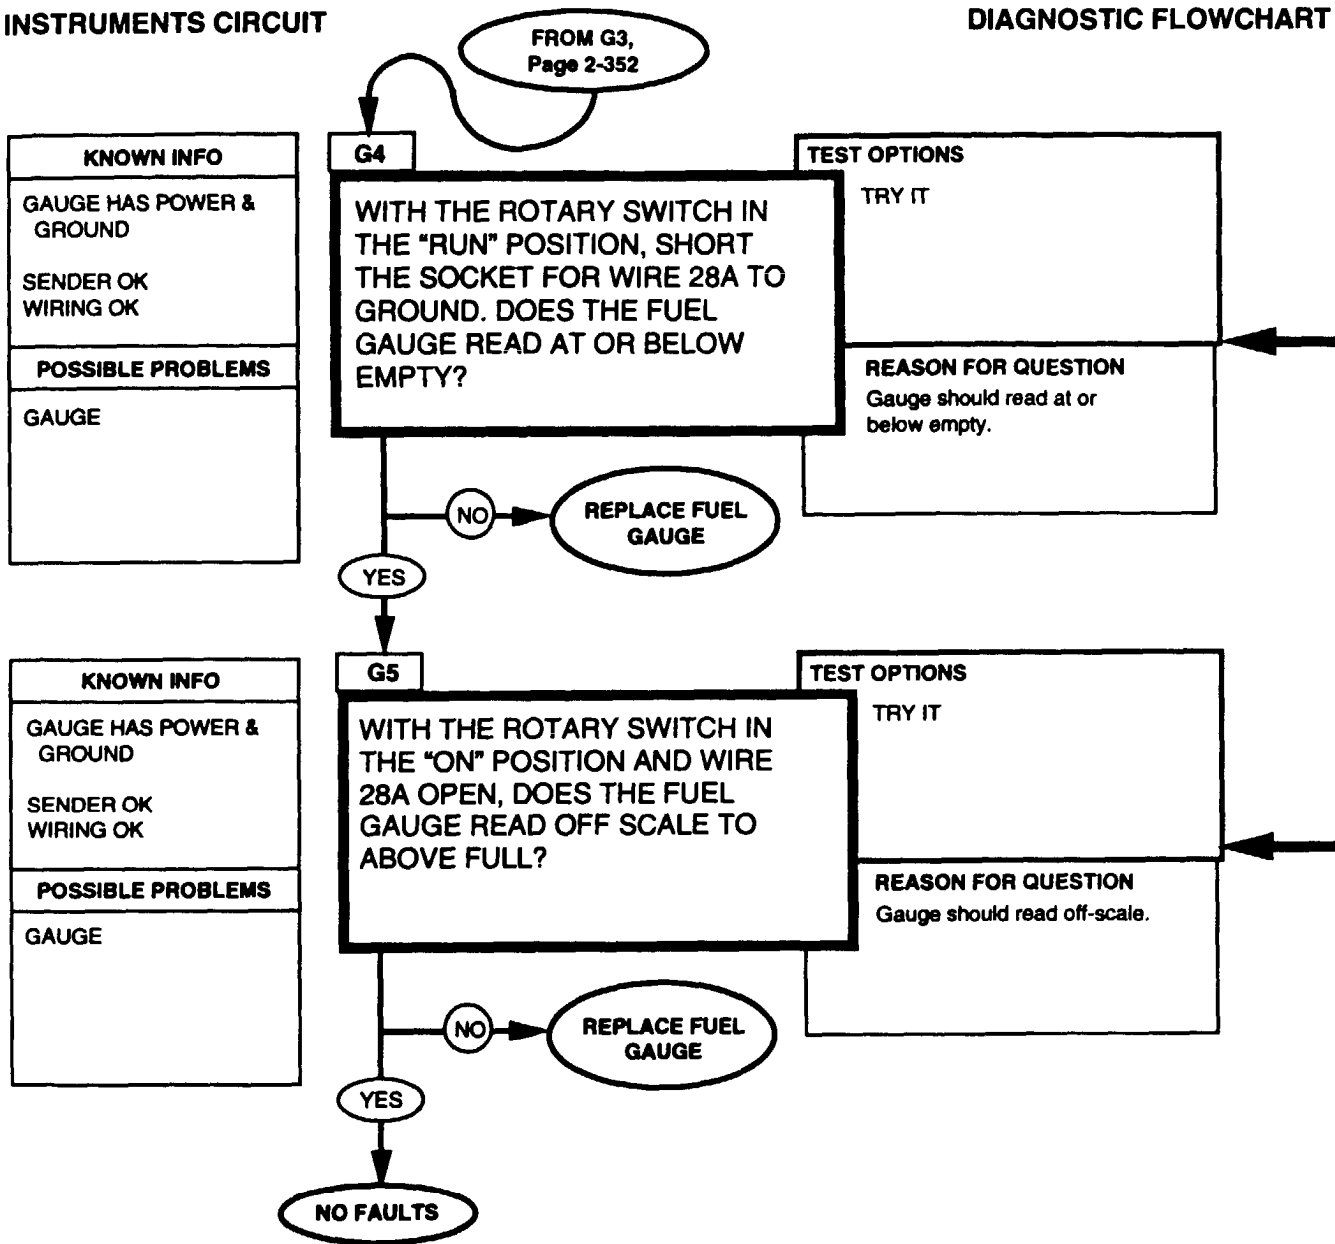 INSTRUMENTS CIRCUIT
DIAGNOSTIC FLOWCHART
FROM G3,
Page 2-352
KNOWN INFO
GAUGE HAS POWER &
GROUND
SENDER OK
WIRING OK
POSSIBLE PROBLEMS
GAUGE
G4
WITH THE ROTARY SWITCH IN
THE “RUN” POSITION, SHORT
THE SOCKET FOR WIRE 28A TO
GROUND. DOES THE FUEL
GAUGE READ AT OR BELOW
EMPTY?
TEST OPTIONS
TRY IT
REASON FOR QUESTION
Gauge should read at or
below empty.
NO
REPLACE FUEL
GAUGE
YES
KNOWN INFO
GAUGE HAS POWER &
GROUND
SENDER OK
WIRING OK
POSSIBLE PROBLEMS
GAUGE
G5
WITH THE ROTARY SWITCH IN
THE “ON” POSITION AND WIRE
28A OPEN, DOES THE FUEL
GAUGE READ OFF SCALE TO
ABOVE FULL?
TEST OPTIONS
TRY IT
REASON FOR QUESTION
Gauge should read off-scale.
NO
REPLACE FUEL
GAUGE
YES
NO FAULTS